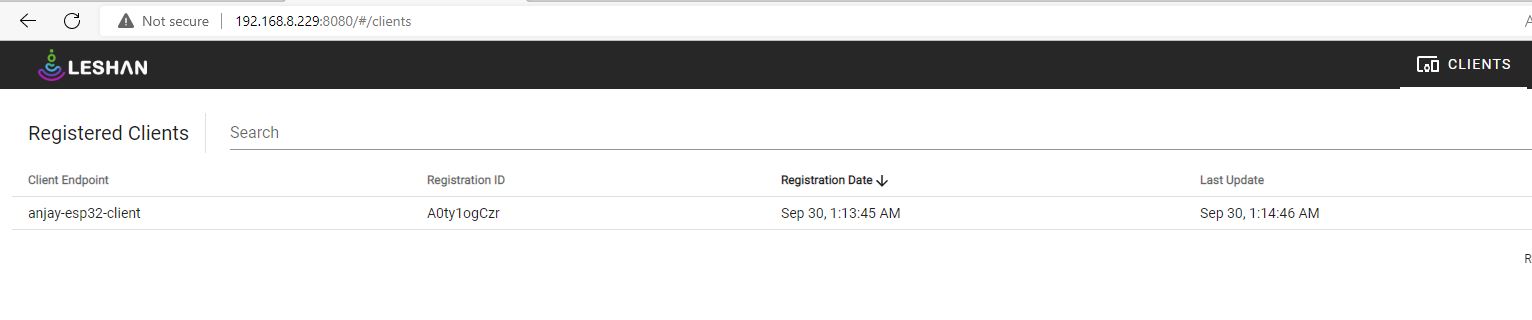 Not secure 192.168.8.229:8080/#/clients A
LESHAN CLIENTS
Registered Clients Search
Client Endpoint Registration ID Registration Date Last Update
anjay-esp32-client A0ty1ogCzr Sep 30, 1:13:45 AM Sep 30, 1:14:46 AM
R